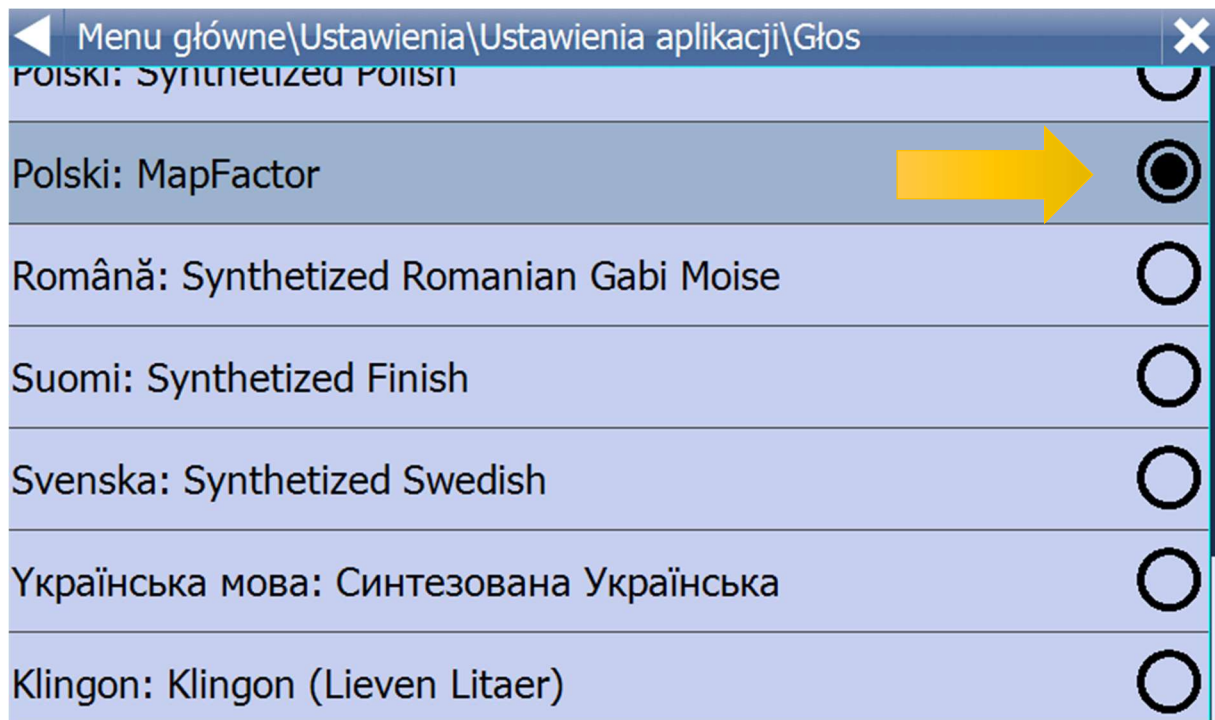 Menu główne\Ustawienia\Ustawienia aplikacji\Głos
Polski: Synthetized Polish
Polski: MapFactor
Română: Synthetized Romanian Gabi Moise
Suomi: Synthetized Finish
Svenska: Synthetized Swedish
Українська мова: Синтезована Українська
Klingon: Klingon (Lieven Litaer)